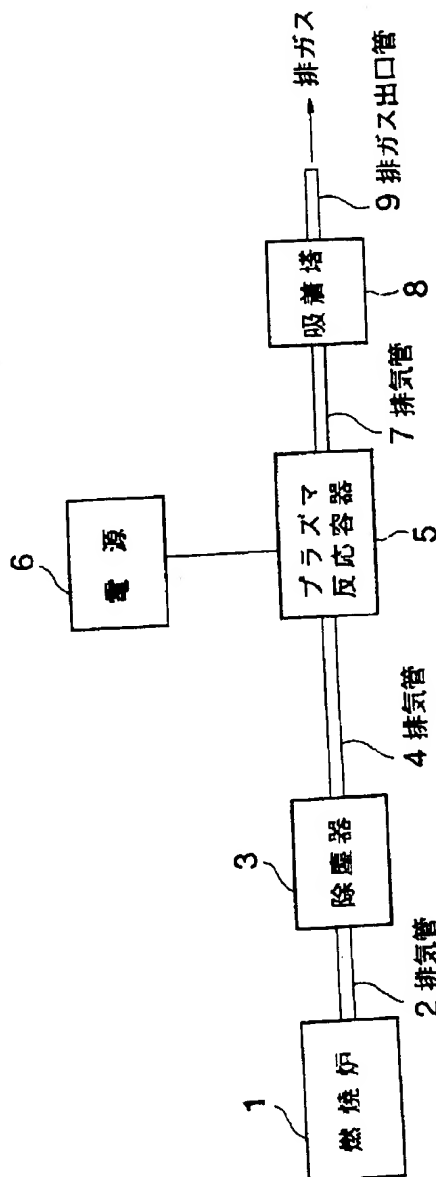 1
燃焼炉
2 排気管
3
除塵器
4 排気管
プラズマ
反応容器
5
6
電源
7 排気管
吸着塔
8
9 排ガス出口管
排ガス